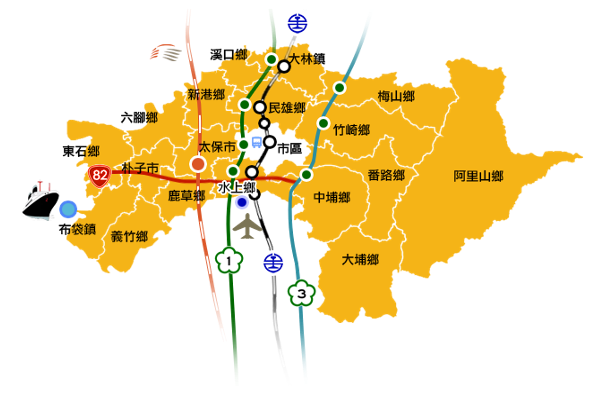 溪口鄉
大林鎮
新港鄉
民雄鄉
梅山鄉
六腳鄉
竹崎鄉
東石鄉
太保市
市區
朴子市
82
番路鄉
阿里山鄉
水上鄉
鹿草鄉
中埔鄉
布袋鎮
義竹鄉
大埔鄉
1
3